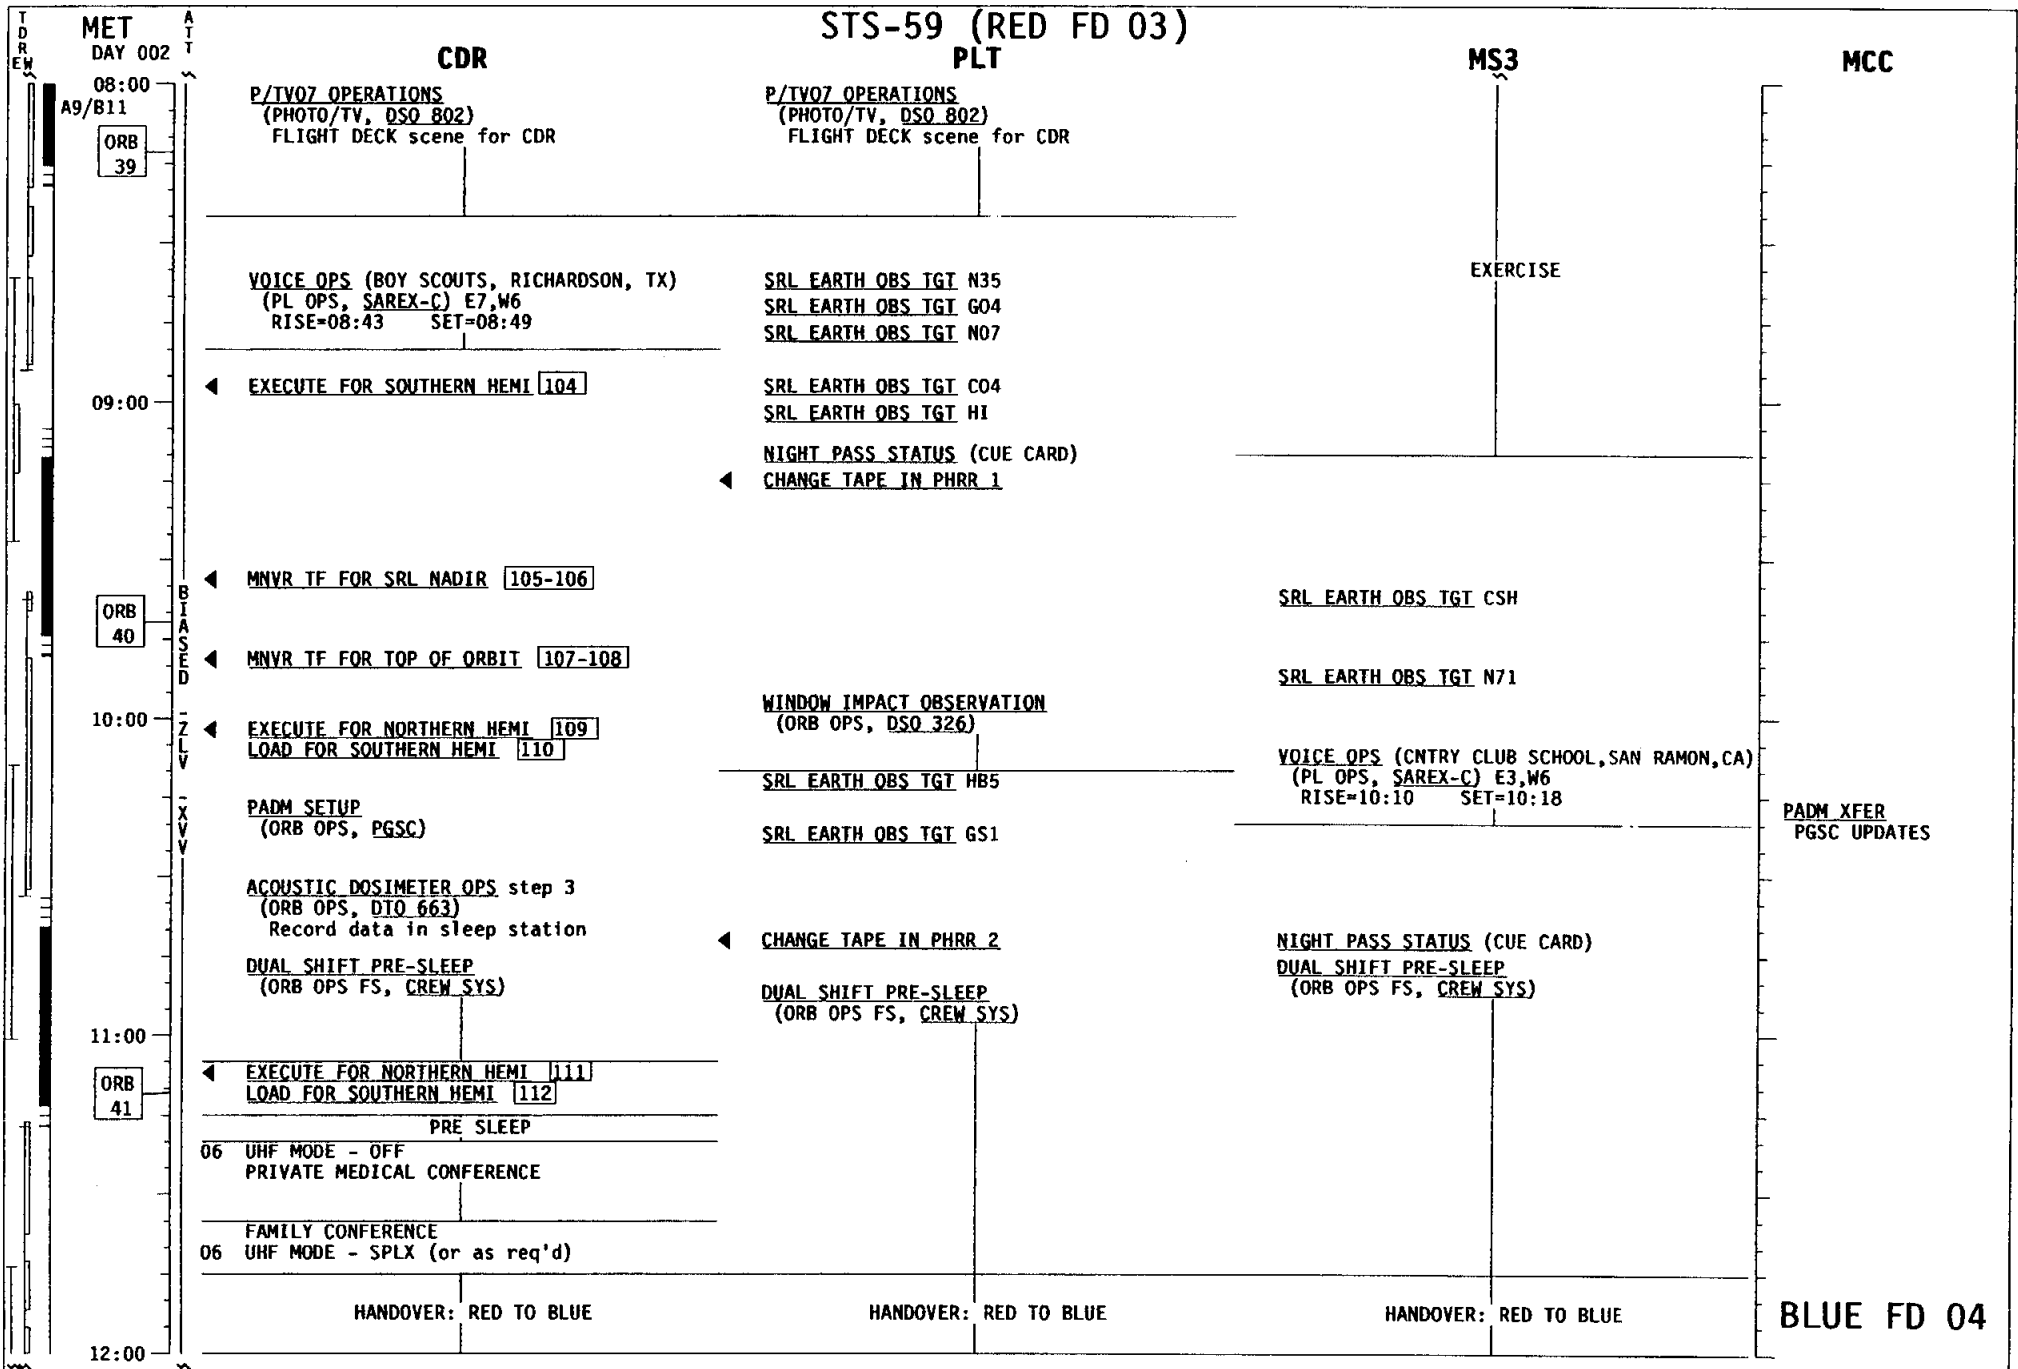 STS-59 (RED FD 03)
T
D
R
E W
MET
DAY 002
A
T
T
CDR
PLT
MS3
MCC
08:00
A9/B11
ORB
39
09:00
ORB
40
10:00
11:00
ORB
41
12:00
BIASED -ZLV -XVV
P/TV07 OPERATIONS
(PHOTO/TV, DSO 802)
FLIGHT DECK scene for CDR
VOICE OPS (BOY SCOUTS, RICHARDSON, TX)
(PL OPS, SAREX-C) E7,W6
RISE=08:43 SET=08:49
EXECUTE FOR SOUTHERN HEMI 104
MNVR TF FOR SRL NADIR 105-106
MNVR TF FOR TOP OF ORBIT 107-108
EXECUTE FOR NORTHERN HEMI 109
LOAD FOR SOUTHERN HEMI 110
PADM SETUP
(ORB OPS, PGSC)
ACOUSTIC DOSIMETER OPS step 3
(ORB OPS, DTO 663)
Record data in sleep station
DUAL SHIFT PRE-SLEEP
(ORB OPS FS, CREW SYS)
EXECUTE FOR NORTHERN HEMI 111
LOAD FOR SOUTHERN HEMI 112
PRE SLEEP
06 UHF MODE - OFF
PRIVATE MEDICAL CONFERENCE
FAMILY CONFERENCE
06 UHF MODE - SPLX (or as req'd)
HANDOVER: RED TO BLUE
P/TV07 OPERATIONS
(PHOTO/TV, DSO 802)
FLIGHT DECK scene for CDR
SRL EARTH OBS TGT N35
SRL EARTH OBS TGT G04
SRL EARTH OBS TGT N07
SRL EARTH OBS TGT C04
SRL EARTH OBS TGT HI
NIGHT PASS STATUS (CUE CARD)
CHANGE TAPE IN PHRR 1
WINDOW IMPACT OBSERVATION
(ORB OPS, DSO 326)
SRL EARTH OBS TGT HB5
SRL EARTH OBS TGT GS1
CHANGE TAPE IN PHRR 2
DUAL SHIFT PRE-SLEEP
(ORB OPS FS, CREW SYS)
HANDOVER: RED TO BLUE
EXERCISE
SRL EARTH OBS TGT CSH
SRL EARTH OBS TGT N71
VOICE OPS (CNTRY CLUB SCHOOL,SAN RAMON,CA)
(PL OPS, SAREX-C) E3,W6
RISE=10:10 SET=10:18
NIGHT PASS STATUS (CUE CARD)
DUAL SHIFT PRE-SLEEP
(ORB OPS FS, CREW SYS)
HANDOVER: RED TO BLUE
PADM XFER
PGSC UPDATES
BLUE FD 04